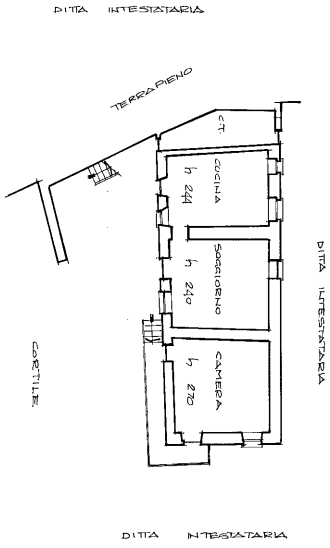 DITTA INTESTATARIA
TERRAPIENO
C.T.
CUCINA
h 244
SOGGIORNO
h 240
DITTA INTESTATARIA
CORTILE
CAMERA
h 270
DITTA INTESTATARIA